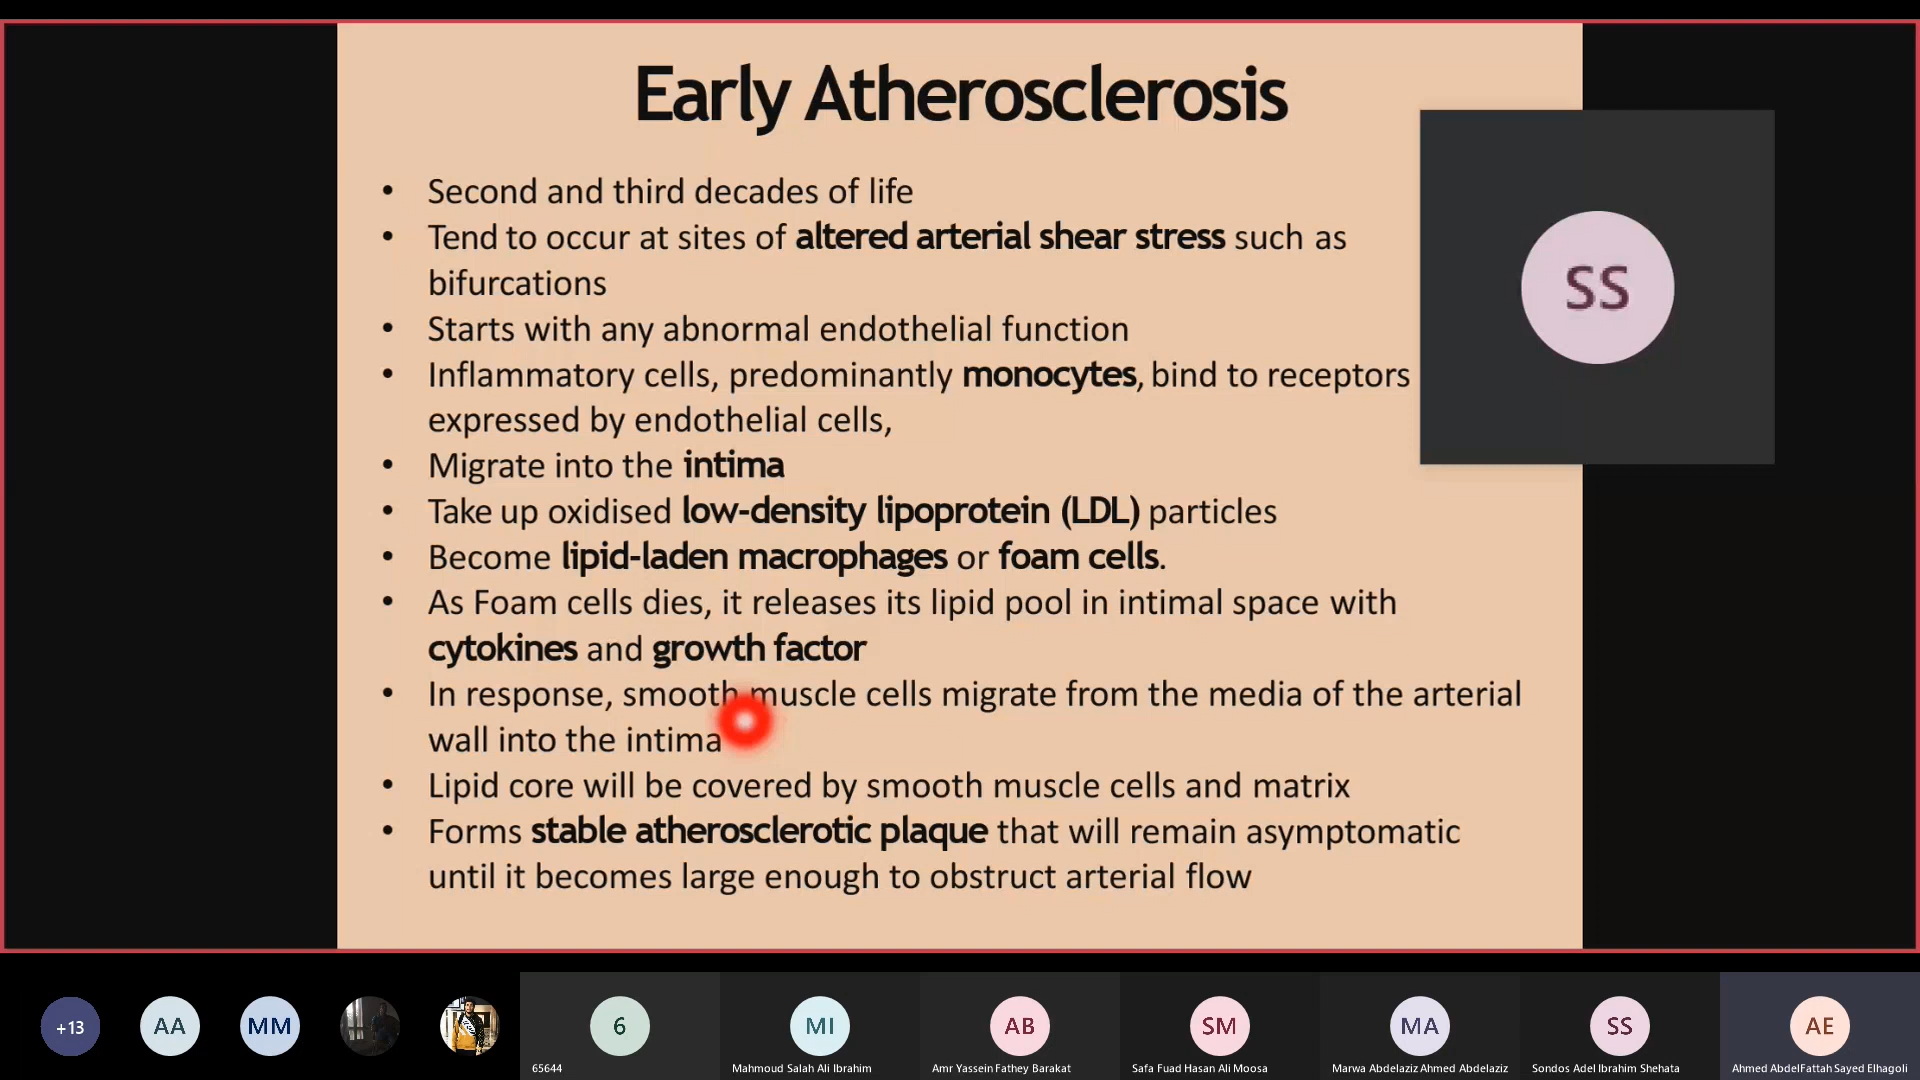 Early Atherosclerosis
• Second and third decades of life
• Tend to occur at sites of altered arterial shear stress such as
bifurcations
• Starts with any abnormal endothelial function
• Inflammatory cells, predominantly monocytes, bind to receptors
expressed by endothelial cells,
• Migrate into the intima
• Take up oxidised low-density lipoprotein (LDL) particles
• Become lipid-laden macrophages or foam cells.
• As Foam cells dies, it releases its lipid pool in intimal space with
cytokines and growth factor
• In response, smooth muscle cells migrate from the media of the arterial
wall into the intima
• Lipid core will be covered by smooth muscle cells and matrix
• Forms stable atherosclerotic plaque that will remain asymptomatic
until it becomes large enough to obstruct arterial flow
SS
+13
AA
MM
6
65644
MI
Mahmoud Salah Ali Ibrahim
AB
Amr Yassein Fathey Barakat
SM
Safa Fuad Hasan Ali Moosa
MA
Marwa Abdelaziz Ahmed Abdelaziz
SS
Sondos Adel Ibrahim Shehata
AE
Ahmed AbdelFattah Sayed Elhagoli